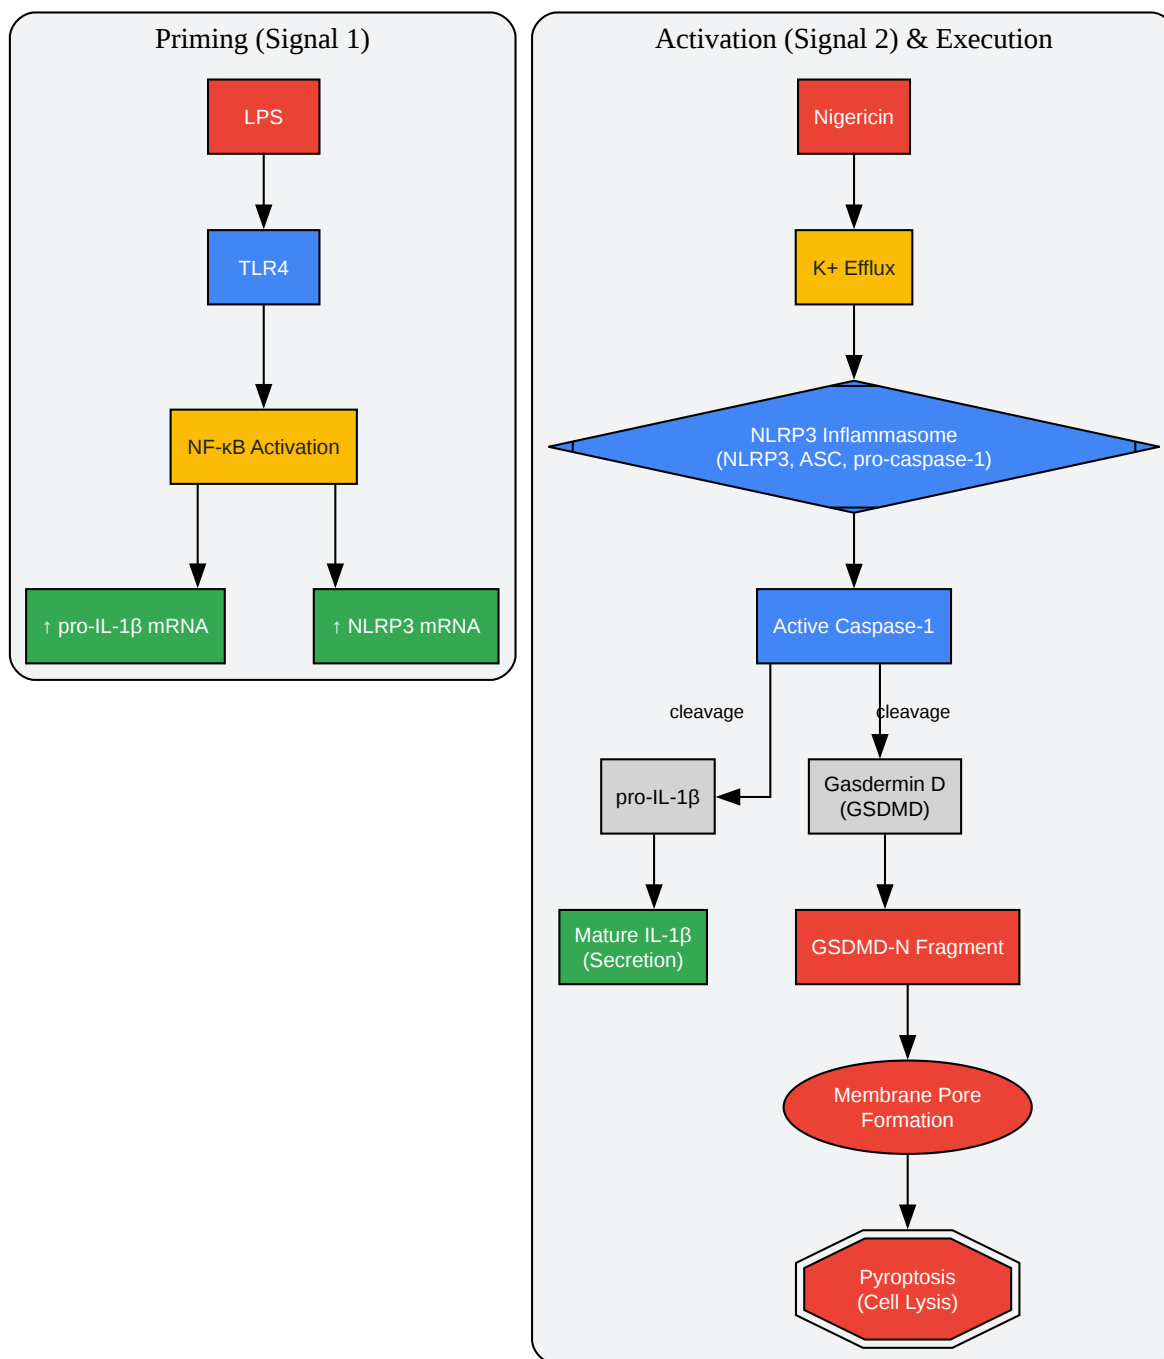 Priming (Signal 1)
LPS
TLR4
NF-κB Activation
↑ pro-IL-1β mRNA
↑ NLRP3 mRNA
Activation (Signal 2) & Execution
Nigericin
K+ Efflux
NLRP3 Inflammasome
(NLRP3, ASC, pro-caspase-1)
Active Caspase-1
cleavage
cleavage
pro-IL-1β
Gasdermin D
(GSDMD)
Mature IL-1β
(Secretion)
GSDMD-N Fragment
Membrane Pore
Formation
Pyroptosis
(Cell Lysis)